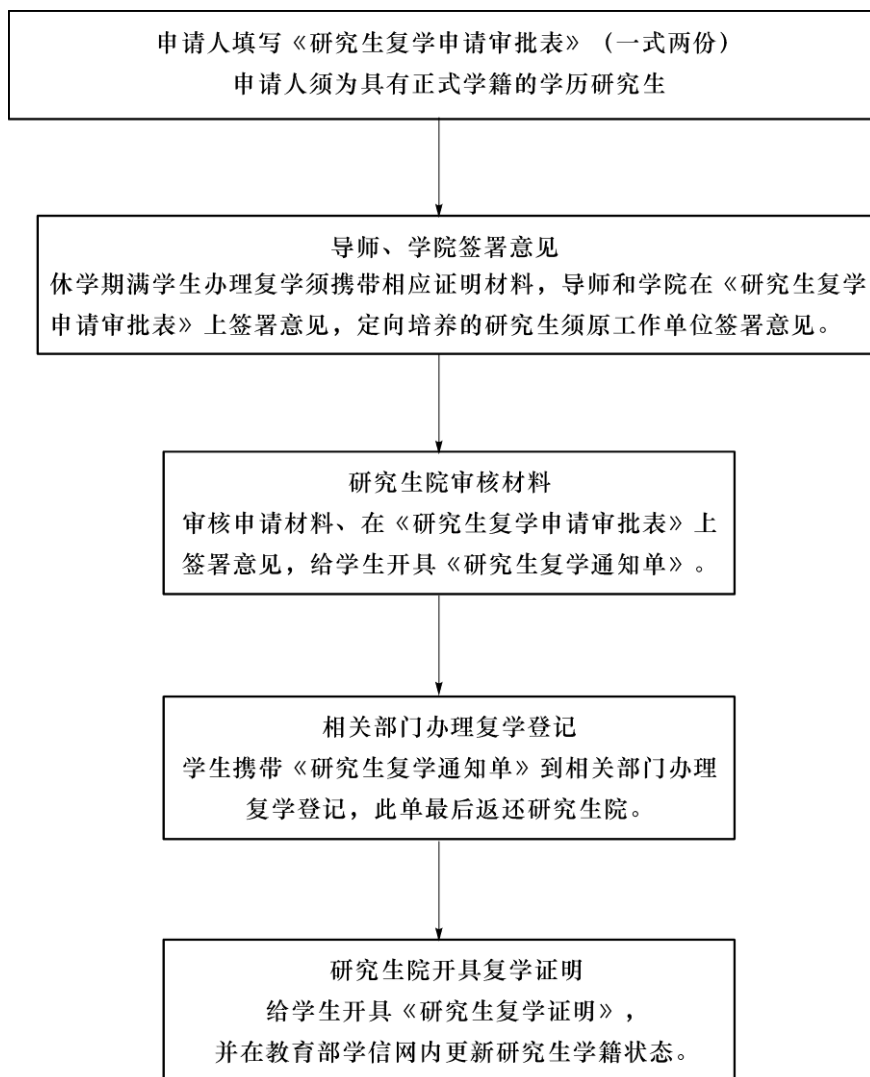 申请人填写《研究生复学申请审批表》（一式两份）
申请人须为具有正式学籍的学历研究生
导师、学院签署意见
休学期满学生办理复学须携带相应证明材料，导师和学院在《研究生复学
申请审批表》上签署意见，定向培养的研究生须原工作单位签署意见。
研究生院审核材料
审核申请材料、在《研究生复学申请审批表》上
签署意见，给学生开具《研究生复学通知单》。
相关部门办理复学登记
学生携带《研究生复学通知单》到相关部门办理
复学登记，此单最后返还研究生院。
研究生院开具复学证明
给学生开具《研究生复学证明》，
并在教育部学信网内更新研究生学籍状态。